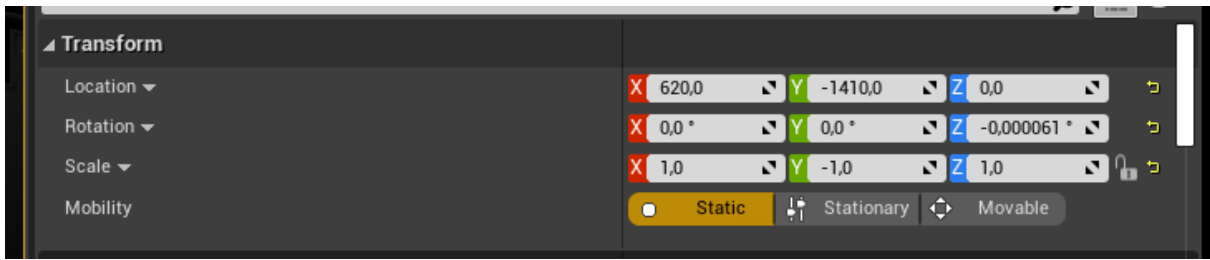 Transform
Location X 620,0 Y -1410,0 Z 0,0
Rotation X 0,0 ° Y 0,0 ° Z -0,000061 °
Scale X 1,0 Y -1,0 Z 1,0
Mobility Static Stationary Movable